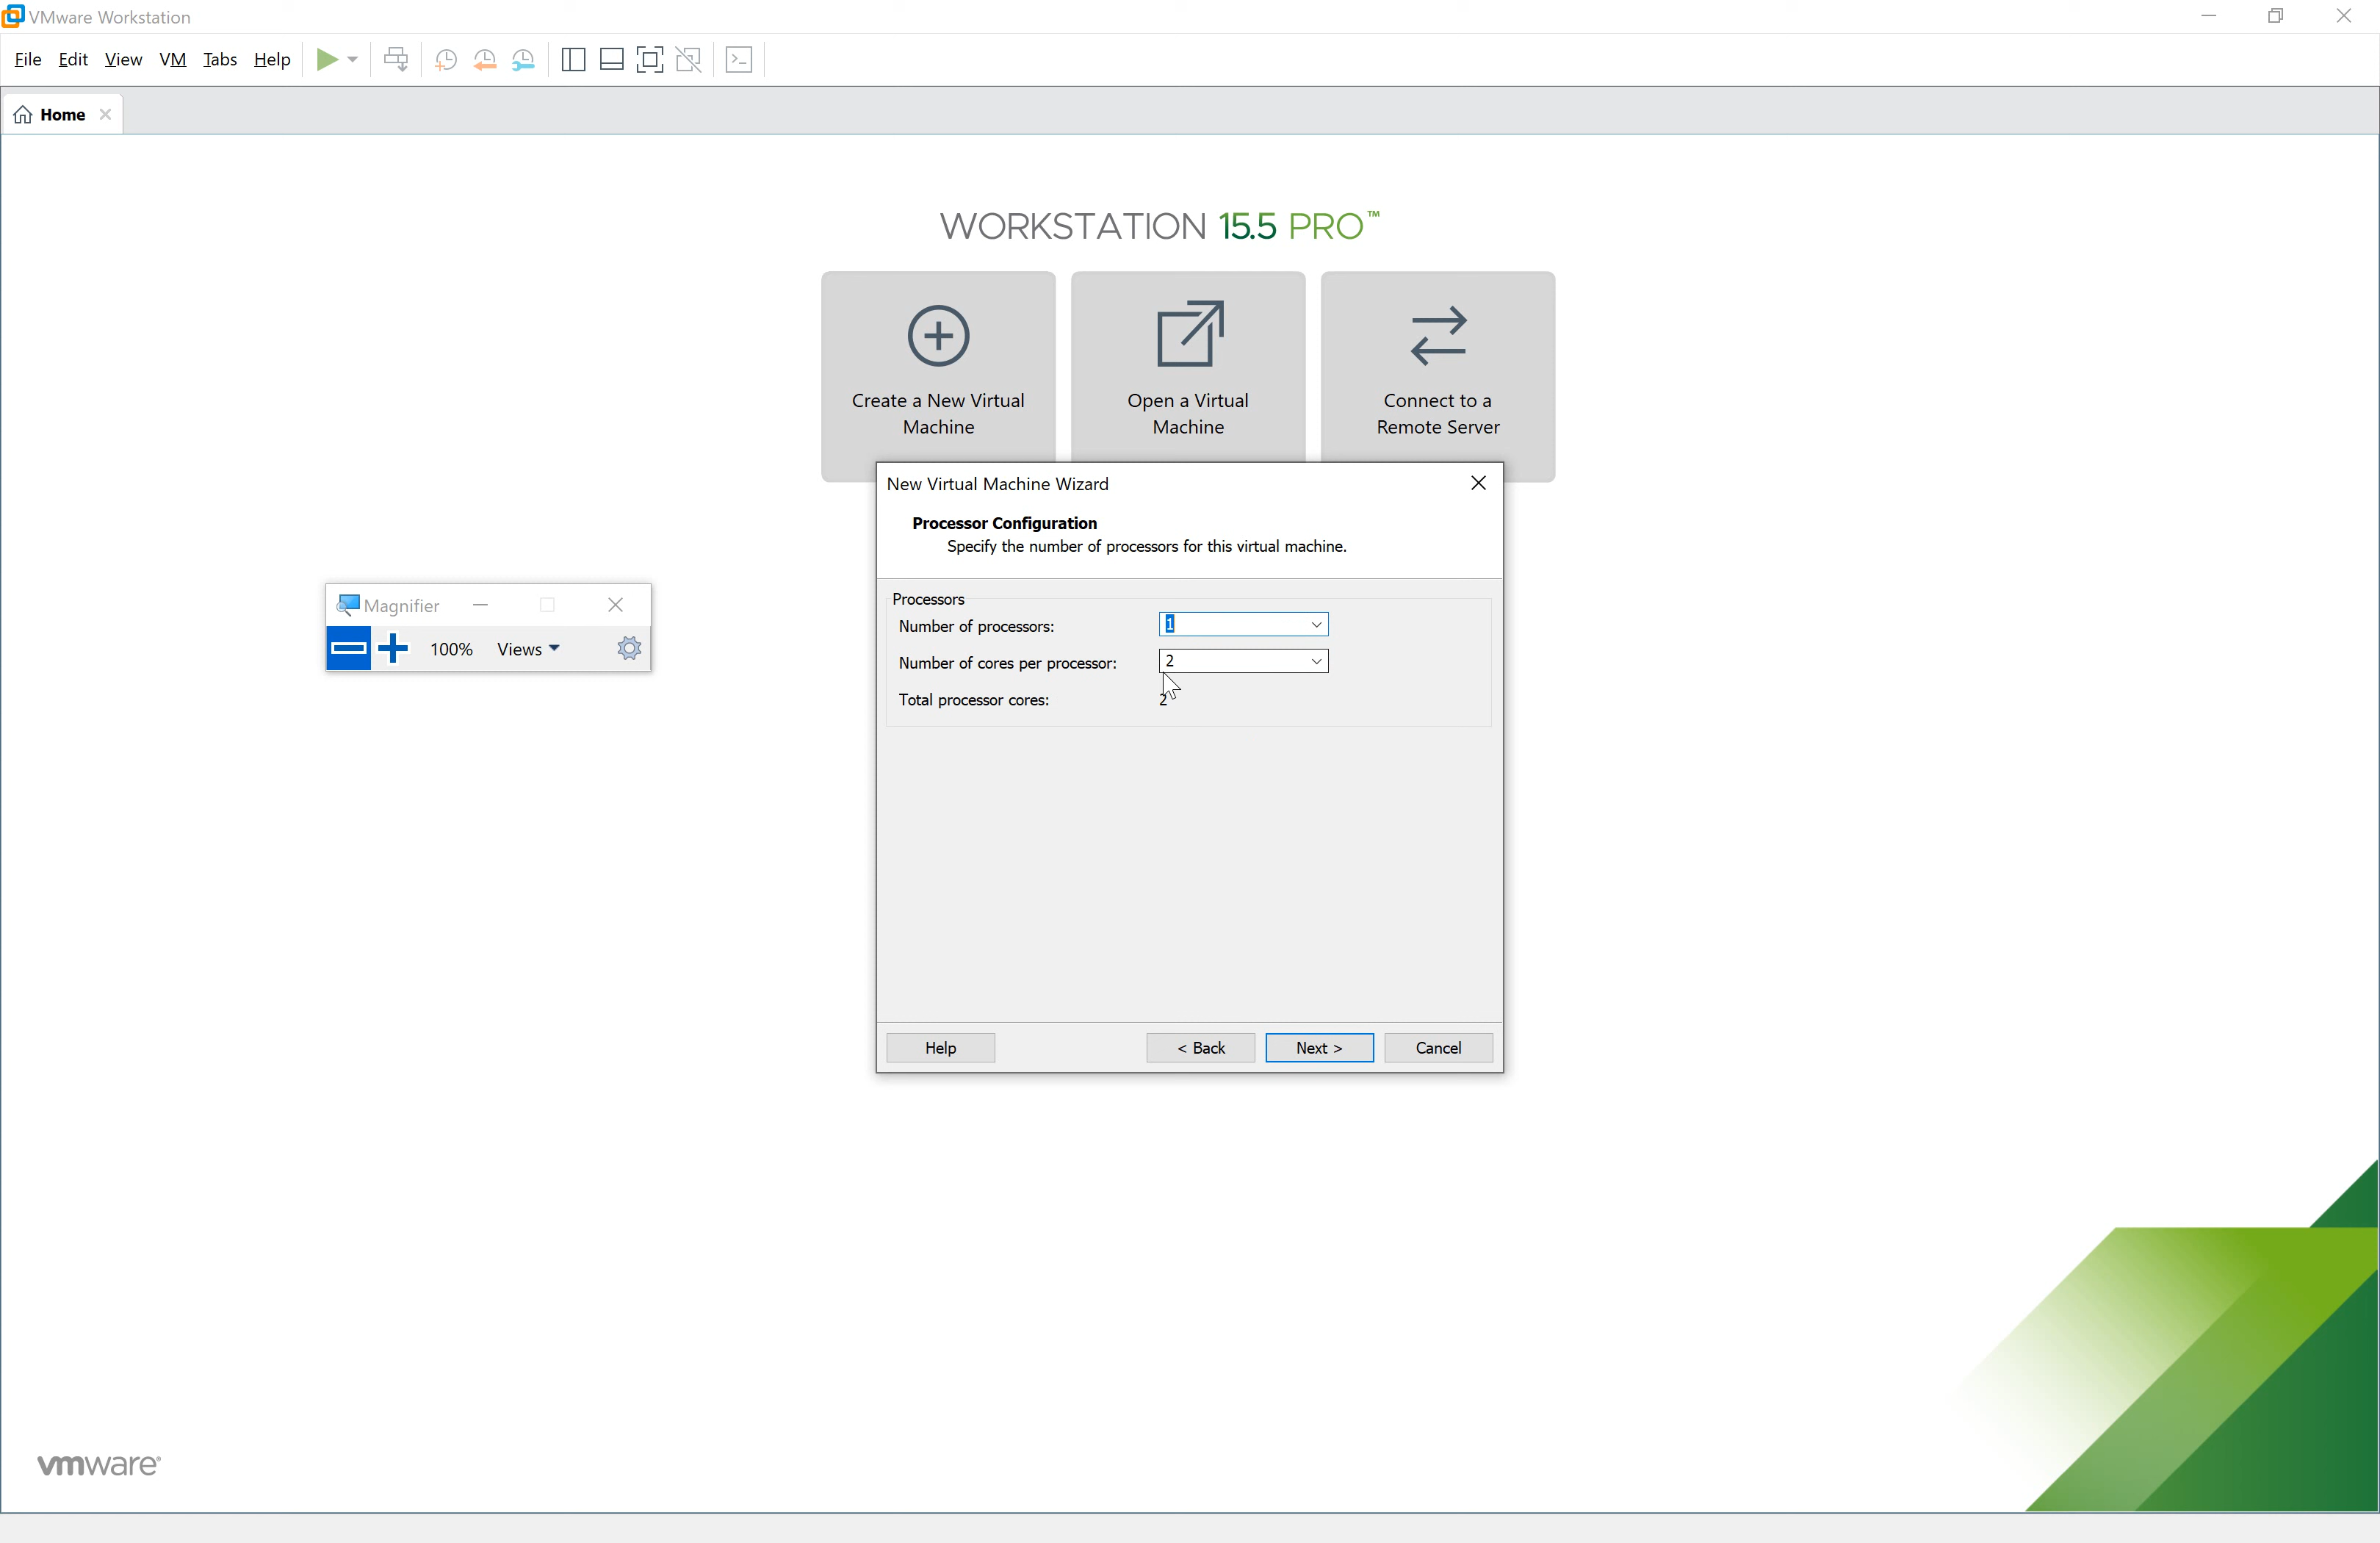 VMware Workstation
File Edit View VM Tabs Help
Home
WORKSTATION 15.5 PRO™
Create a New Virtual
Machine
Open a Virtual
Machine
Connect to a
Remote Server
New Virtual Machine Wizard
Processor Configuration
Specify the number of processors for this virtual machine.
Magnifier
100% Views
Processors
Number of processors: 1
Number of cores per processor: 2
Total processor cores: 2
Help < Back Next > Cancel
vmware®